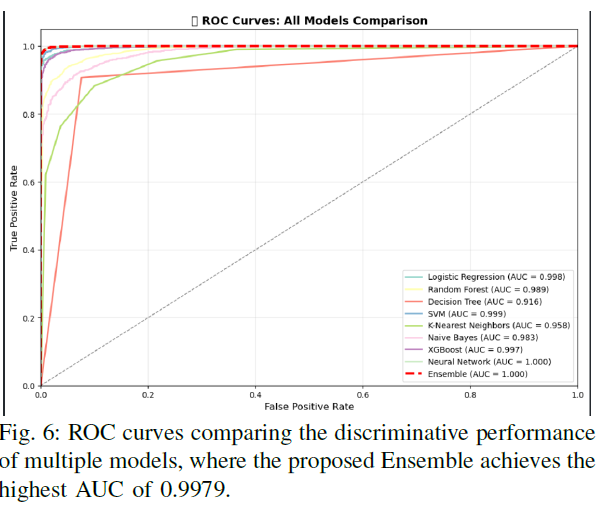 ▯ ROC Curves: All Models Comparison
1.0
0.8
0.6
0.4
0.2
0.0
True Positive Rate
0.0 0.2 0.4 0.6 0.8 1.0
False Positive Rate
Logistic Regression (AUC = 0.998)
Random Forest (AUC = 0.989)
Decision Tree (AUC = 0.916)
SVM (AUC = 0.999)
K-Nearest Neighbors (AUC = 0.958)
Naive Bayes (AUC = 0.983)
XGBoost (AUC = 0.997)
Neural Network (AUC = 1.000)
Ensemble (AUC = 1.000)
Fig. 6: ROC curves comparing the discriminative performance
of multiple models, where the proposed Ensemble achieves the
highest AUC of 0.9979.